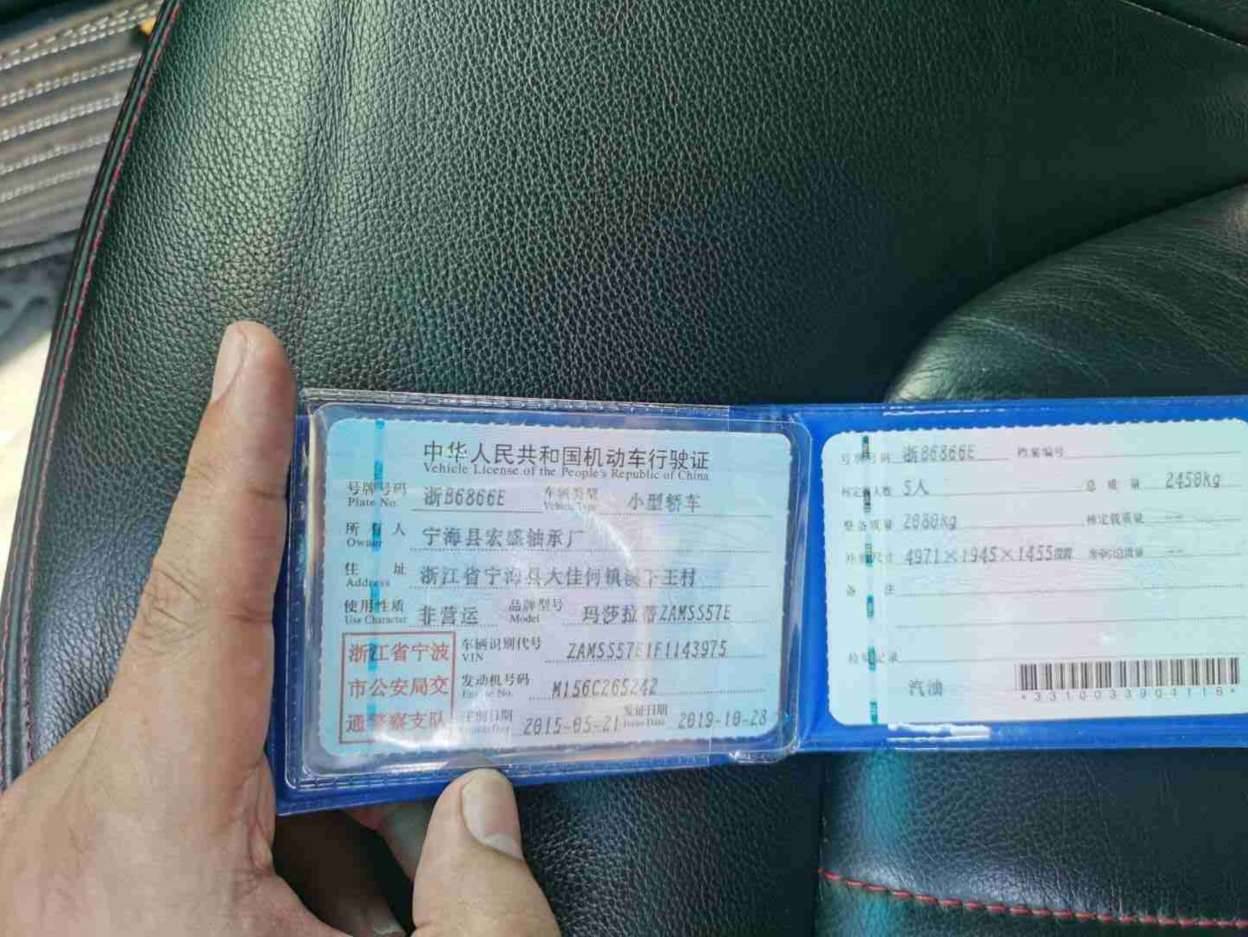 中华人民共和国机动车行驶证
Vehicle License of the People's Republic of China
号牌号码 浙B6866E 车辆类型 小型轿车
Plate No. Vehicle Type
所有人 宁海县宏盛轴承厂
Owner
住址 浙江省宁海县大佳何镇溪下王村
Address
使用性质 非营运 品牌型号 玛莎拉蒂ZAMSS57E
Use Character Model
浙江省宁波 车辆识别代号 ZAMSS57E1F1143975
VIN
市公安局交 发动机号码 M156C265242
Engine No.
通警察支队 注册日期 2015-05-21 发证日期 2019-10-28
Issue Date
号牌号码 浙B6866E 档案编号
核定载人数 5人 总质量 2450kg
整备质量 2080kg 核定载质量 --
外廓尺寸 4971×1945×1455mm 准牵引总质量 --
备注
检验记录
汽油
*3310033904116*